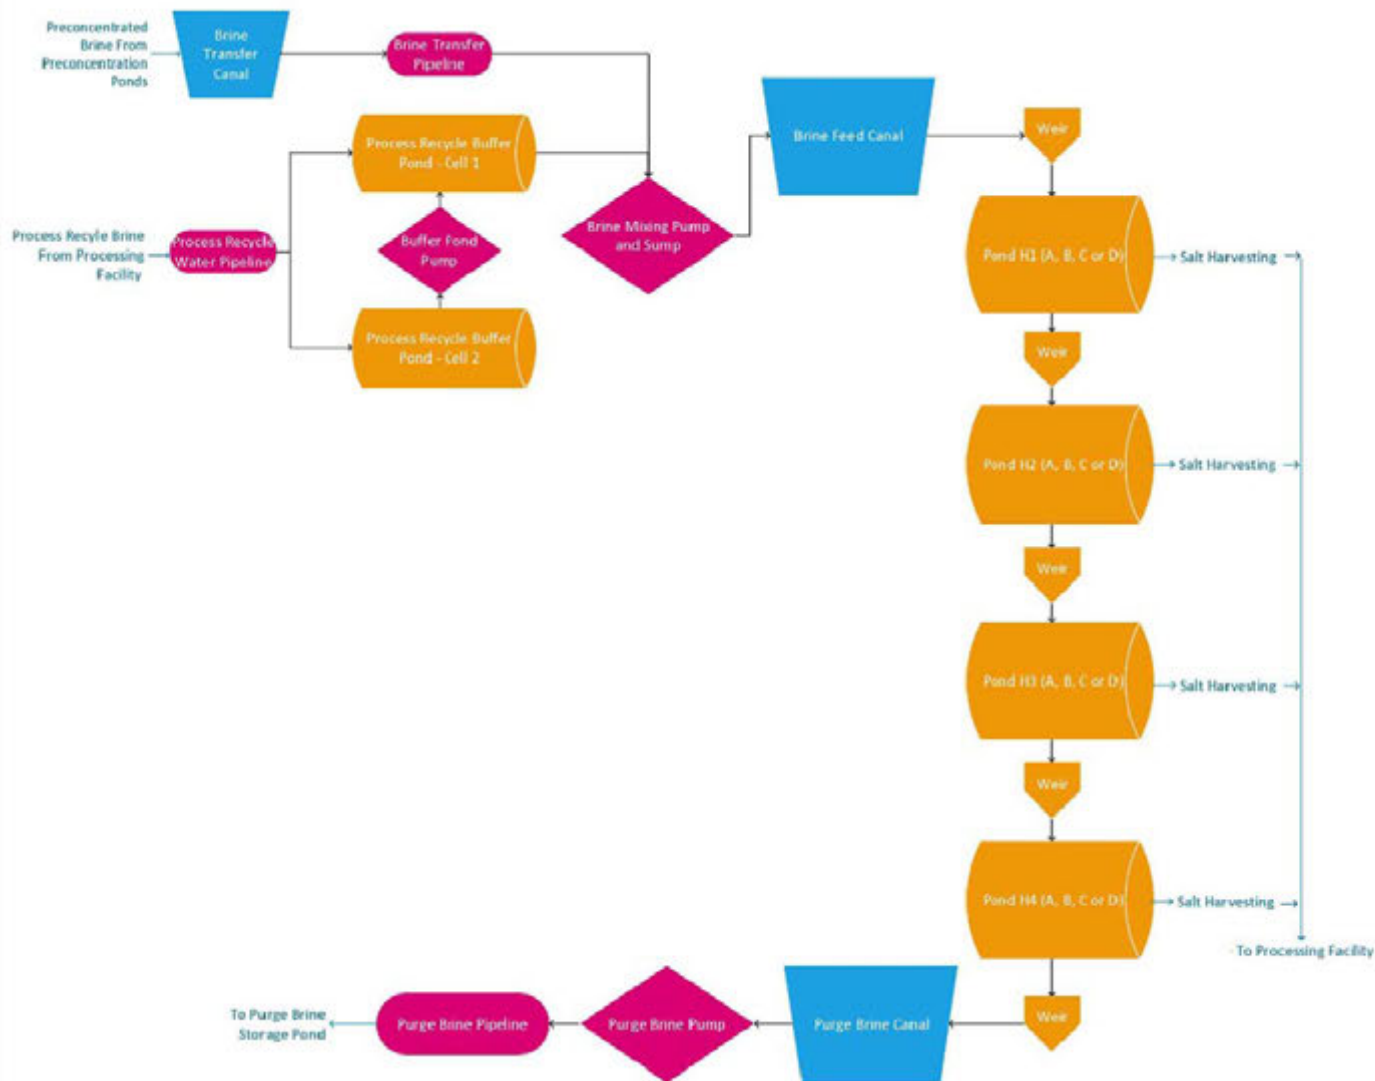 Preconcentrated
Brine From
Preconcentration
Ponds
Brine
Transfer
Canal
Brine Transfer
Pipeline
Process Recycle Buffer
Pond - Cell 1
Brine Feed Canal
Weir
Process Recyle Brine
From Processing
Facility
Process Recycle
Water Pipeline
Buffer Pond
Pump
Brine Mixing Pump
and Sump
Pond H1 (A, B, C or D)
Salt Harvesting
Process Recycle Buffer
Pond - Cell 2
Weir
Pond H2 (A, B, C or D)
Salt Harvesting
Weir
Pond H3 (A, B, C or D)
Salt Harvesting
Weir
Pond H4 (A, B, C or D)
Salt Harvesting
To Processing Facility
To Purge Brine
Storage Pond
Purge Brine Pipeline
Purge Brine Pump
Purge Brine Canal
Weir